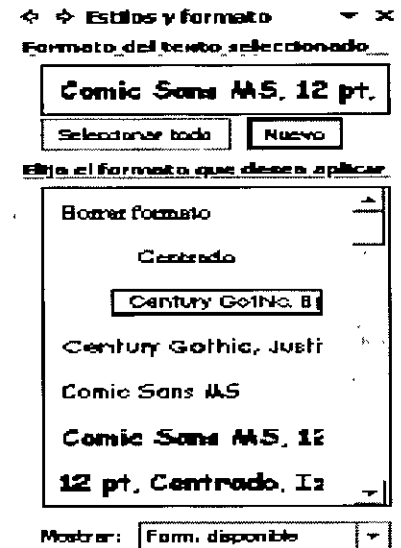 Estilos y formato
Formato del texto seleccionado
Comic Sans MS, 12 pt,
Seleccionar todo Nuevo
Elija el formato que desea aplicar
Borrar formato
Centrado
Century Gothic, 8
Century Gothic, Justi
Comic Sans MS
Comic Sans MS, 12
12 pt, Centrado, Iz
Mostrar: Form. disponible